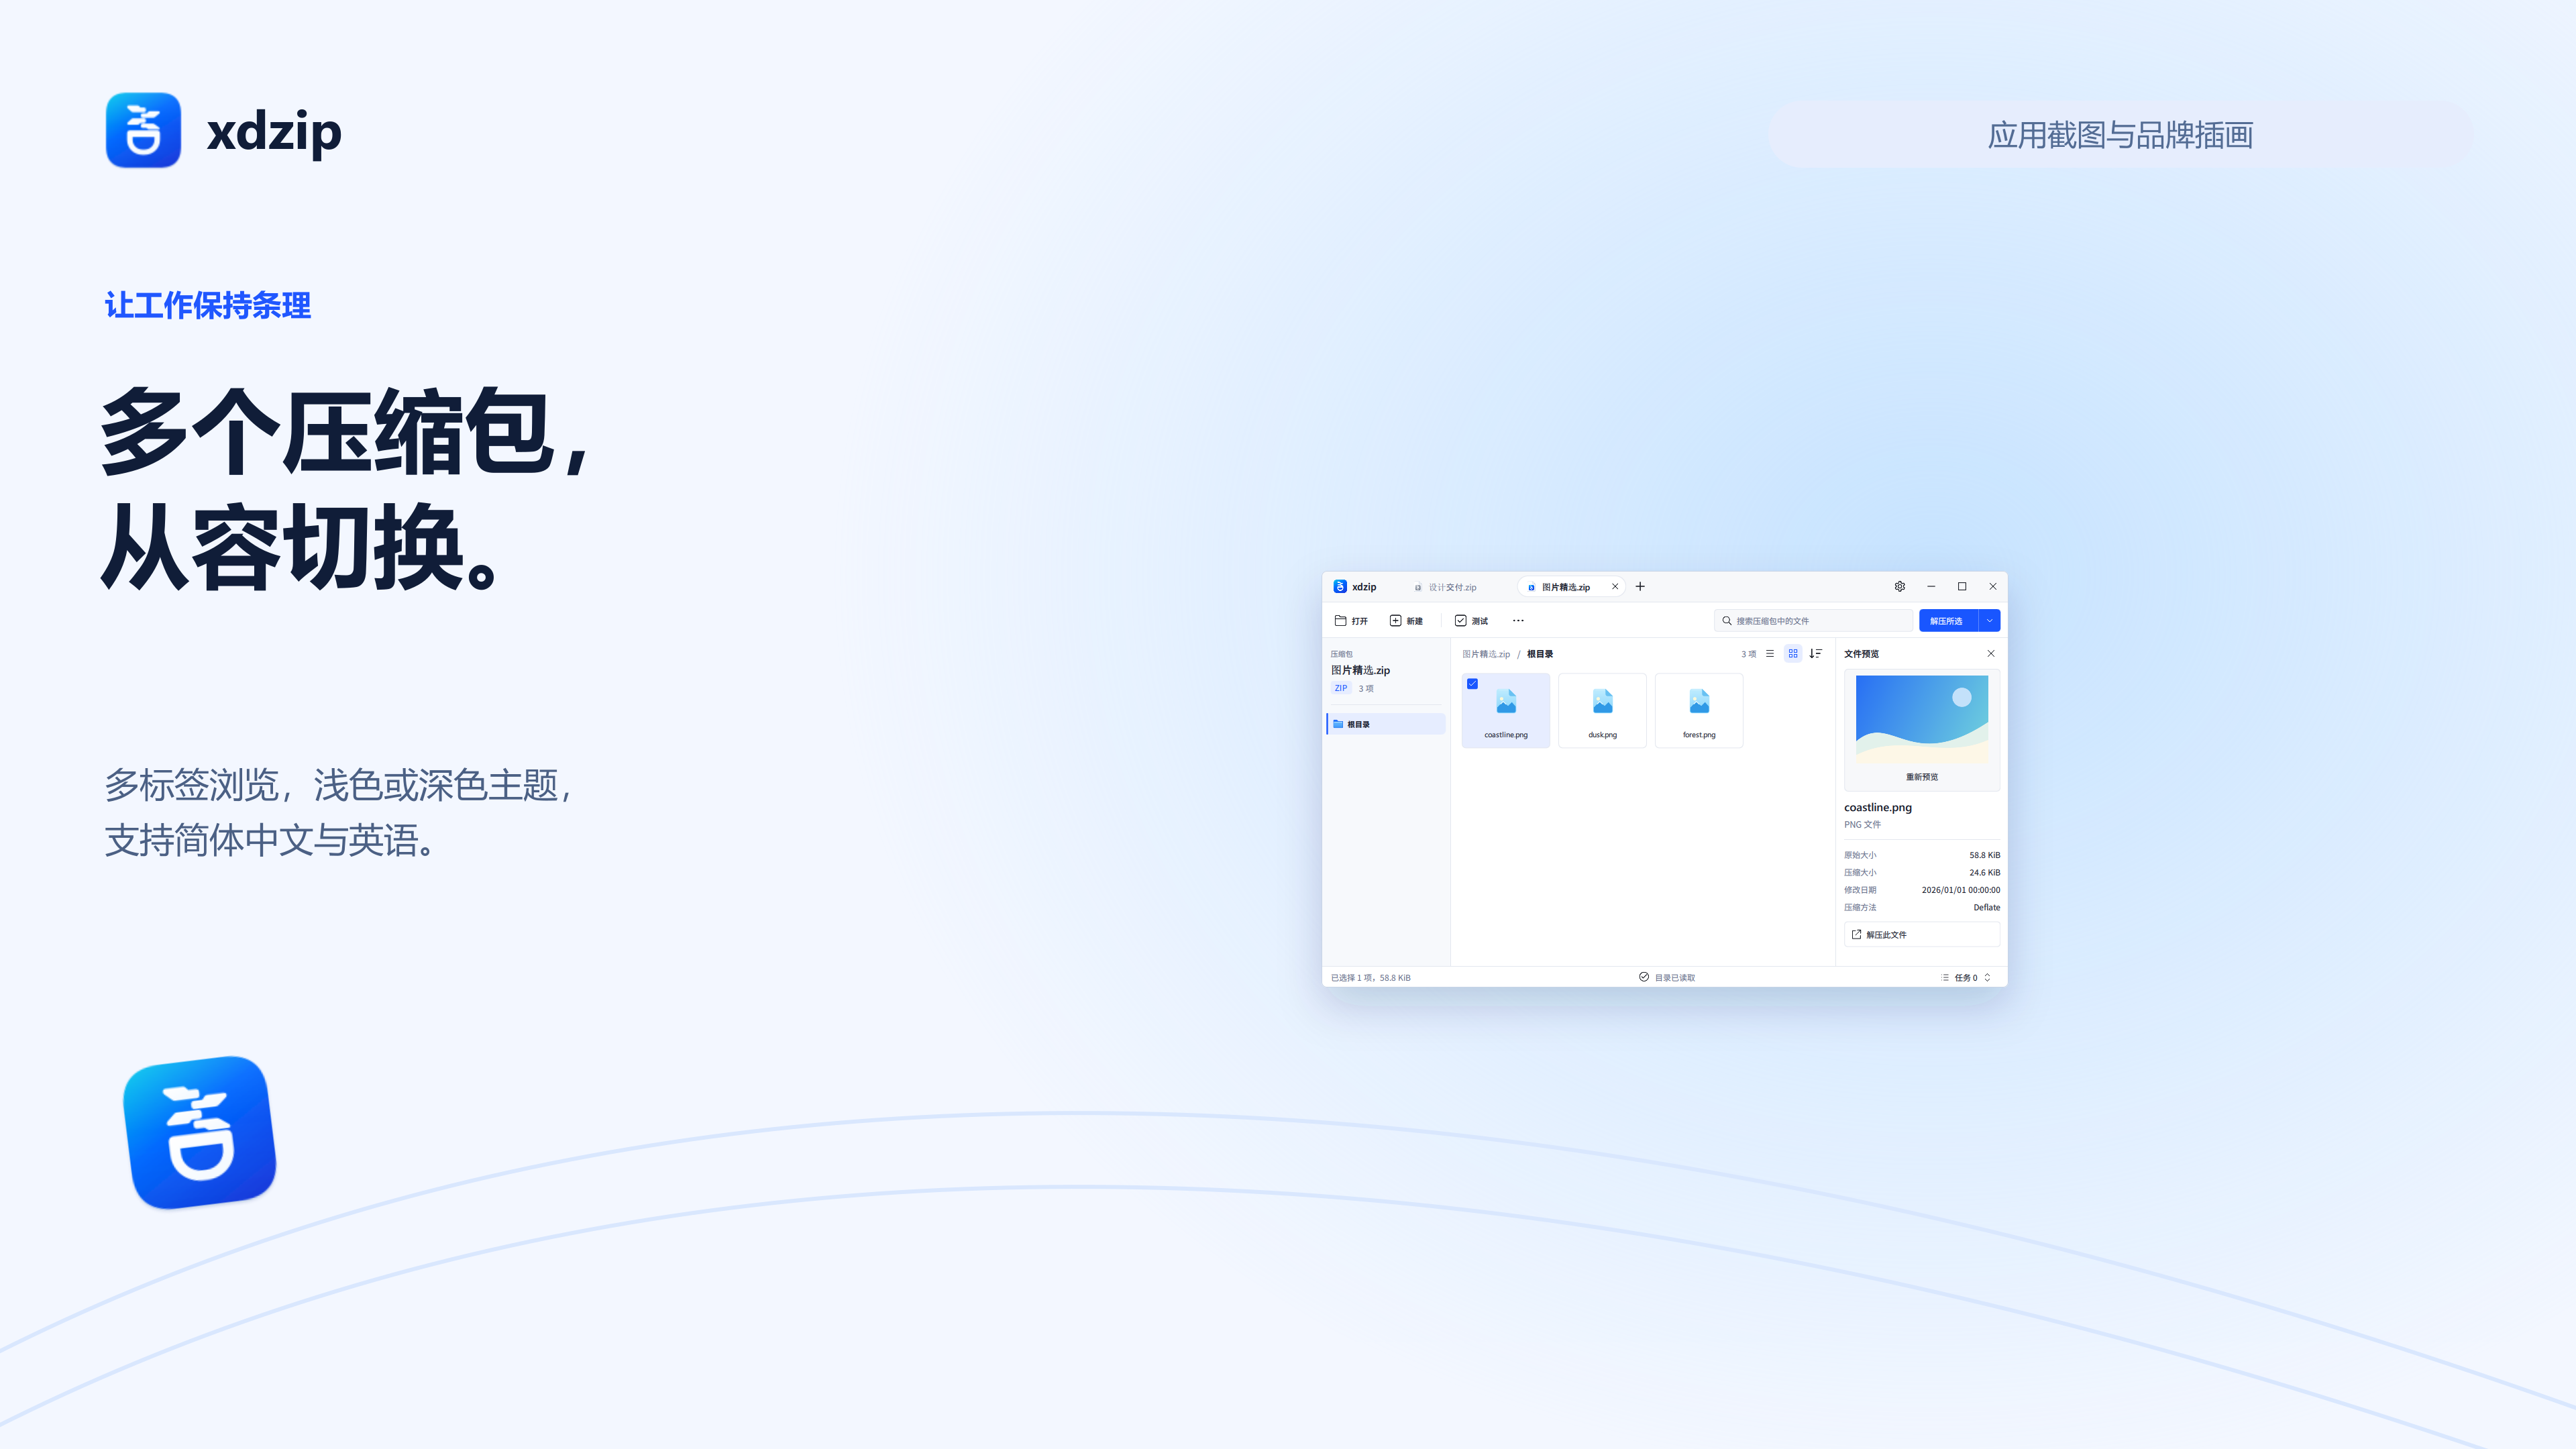 xdzip
应用截图与品牌插画
让工作保持条理
多个压缩包，
从容切换。
多标签浏览，浅色或深色主题，
支持简体中文与英语。
xdzip
设计交付.zip
图片精选.zip
打开
新建
测试
搜索压缩包中的文件
解压所选
压缩包
图片精选.zip
ZIP 3 项
根目录
图片精选.zip / 根目录
3 项
coastline.png
dusk.png
forest.png
文件预览
重新预览
coastline.png
PNG 文件
原始大小 58.8 KiB
压缩大小 24.6 KiB
修改日期 2026/01/01 00:00:00
压缩方法 Deflate
解压此文件
已选择 1 项，58.8 KiB
目录已读取
任务 0